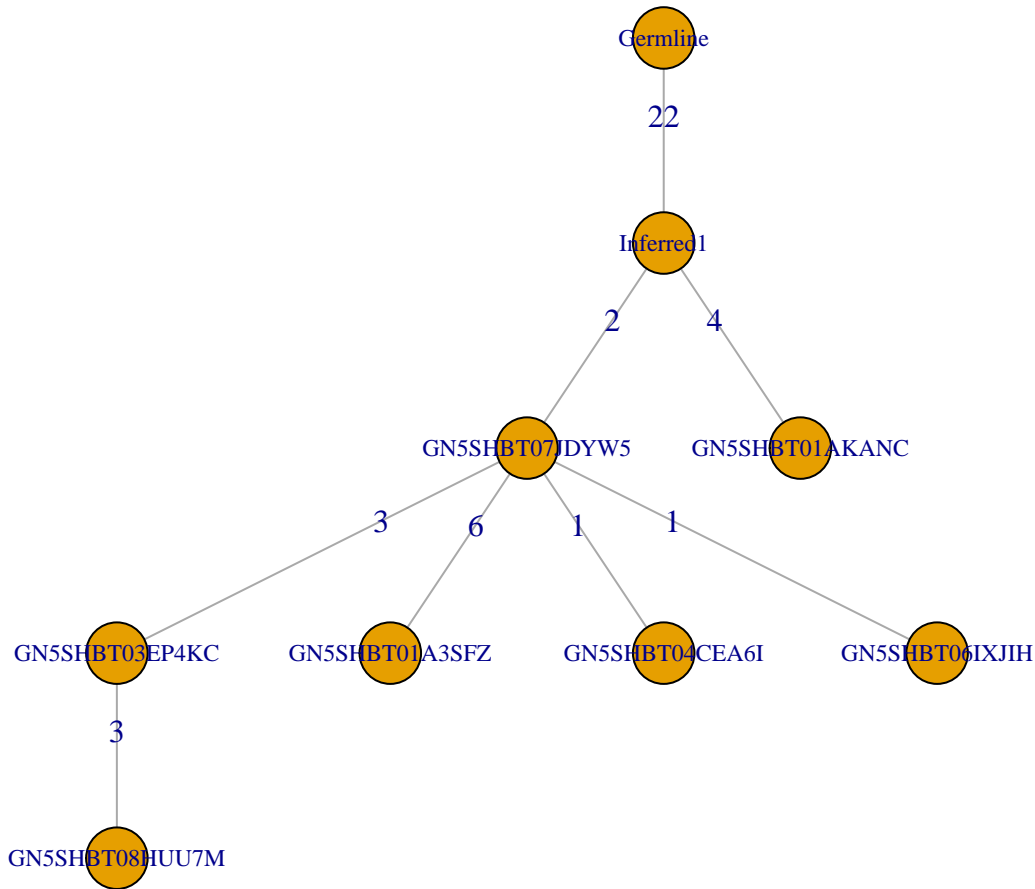 Germline
22
Inferred1
2
4
GN5SHBT07JDYW5
GN5SHBT01AKANC
3
6
1
1
GN5SHBT03EP4KC
GN5SHBT01A3SFZ
GN5SHBT04CEA6I
GN5SHBT06IXJIH
3
GN5SHBT08HUU7M